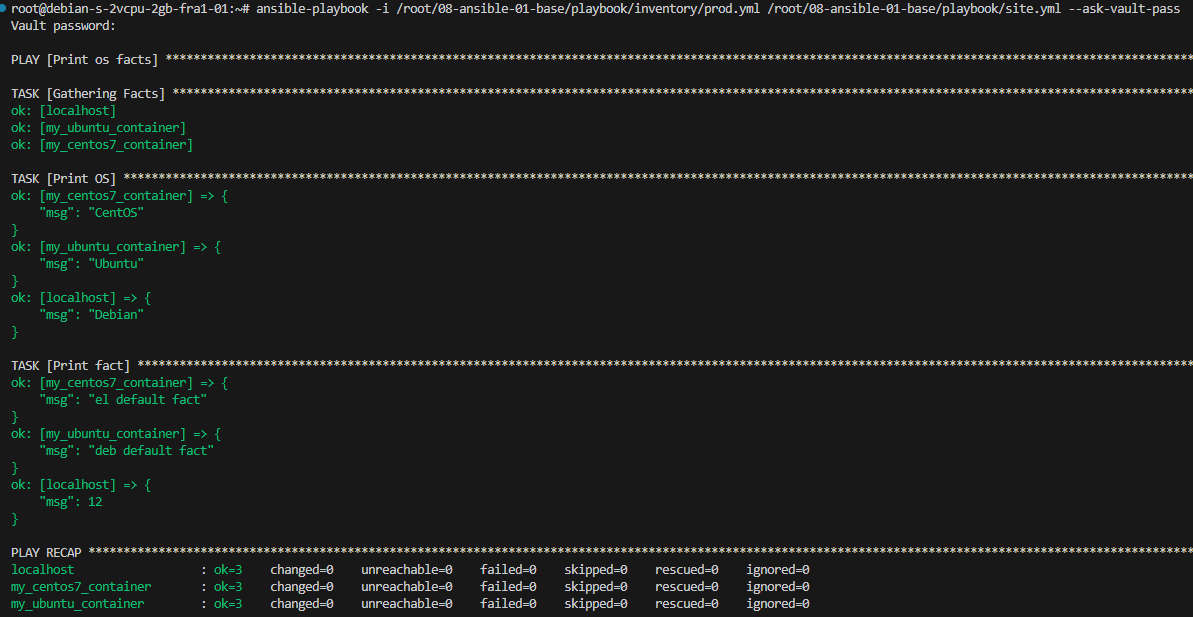 root@debian-s-2vcpu-2gb-fra1-01:~# ansible-playbook -i /root/08-ansible-01-base/playbook/inventory/prod.yml /root/08-ansible-01-base/playbook/site.yml --ask-vault-pass
Vault password:
PLAY [Print os facts] ****************************************************************************************************************************************************
TASK [Gathering Facts] ***************************************************************************************************************************************************
ok: [localhost]
ok: [my_ubuntu_container]
ok: [my_centos7_container]
TASK [Print OS] **********************************************************************************************************************************************************
ok: [my_centos7_container] => {
    "msg": "CentOS"
}
ok: [my_ubuntu_container] => {
    "msg": "Ubuntu"
}
ok: [localhost] => {
    "msg": "Debian"
}
TASK [Print fact] ********************************************************************************************************************************************************
ok: [my_centos7_container] => {
    "msg": "el default fact"
}
ok: [my_ubuntu_container] => {
    "msg": "deb default fact"
}
ok: [localhost] => {
    "msg": 12
}
PLAY RECAP ***************************************************************************************************************************************************************
localhost                  : ok=3    changed=0    unreachable=0    failed=0    skipped=0    rescued=0    ignored=0
my_centos7_container       : ok=3    changed=0    unreachable=0    failed=0    skipped=0    rescued=0    ignored=0
my_ubuntu_container        : ok=3    changed=0    unreachable=0    failed=0    skipped=0    rescued=0    ignored=0